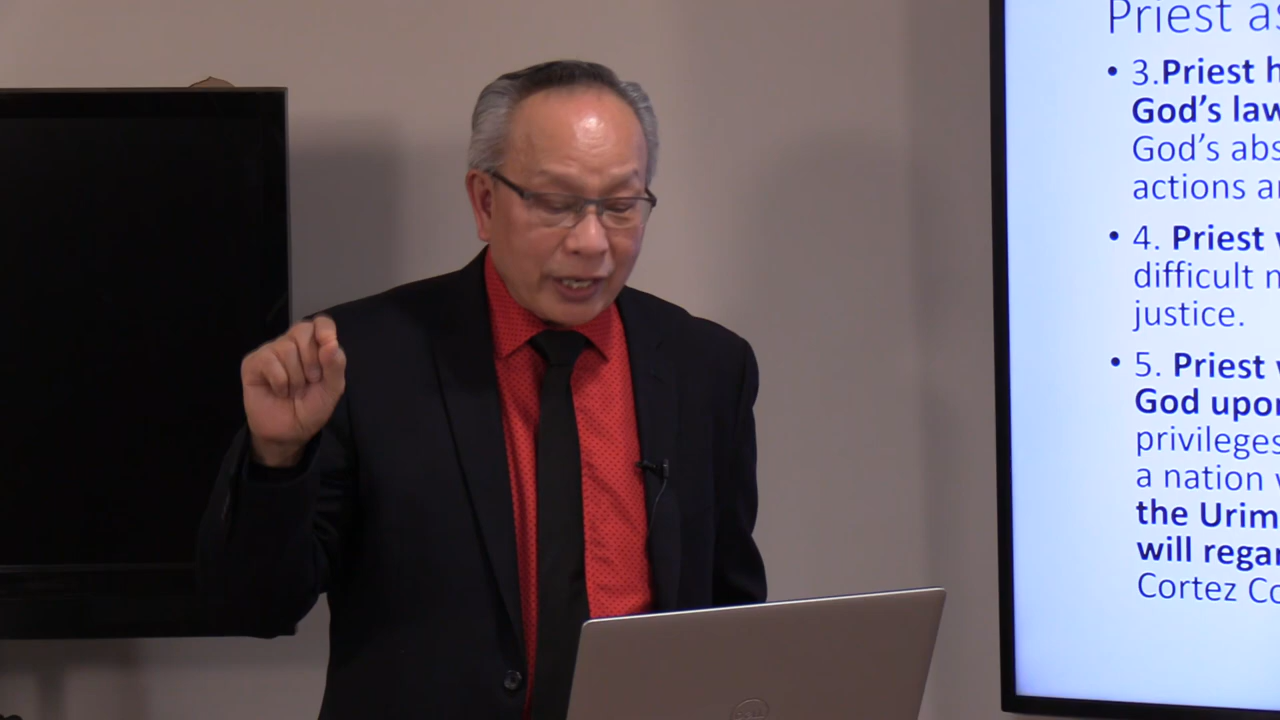 Priest as
• 3.Priest h
God's law
God's abs
actions ar
• 4. Priest w
difficult m
justice.
• 5. Priest w
God upon
privileges
a nation w
the Urim
will regar
Cortez Co
DELL